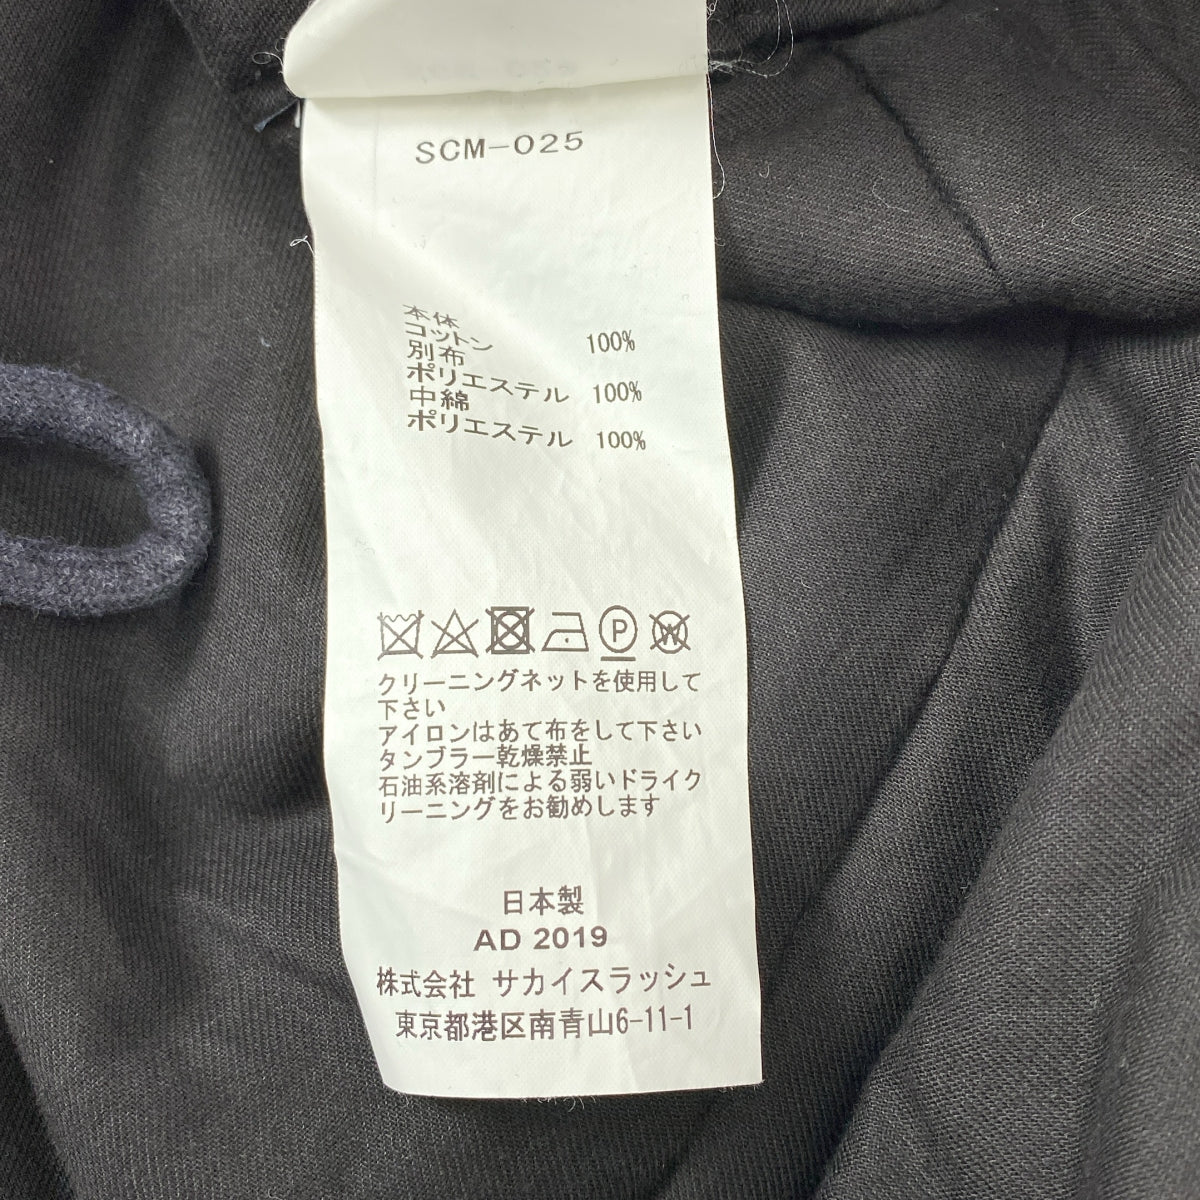 SCM-025
本体
コットン 100%
別布
ポリエステル 100%
中綿
ポリエステル 100%
P W
クリーニングネットを使用して
下さい
アイロンはあて布をして下さい
タンブラー乾燥禁止
石油系溶剤による弱いドライク
リーニングをお勧めします
日本製
AD 2019
株式会社 サカイスラッシュ
東京都港区南青山6-11-1